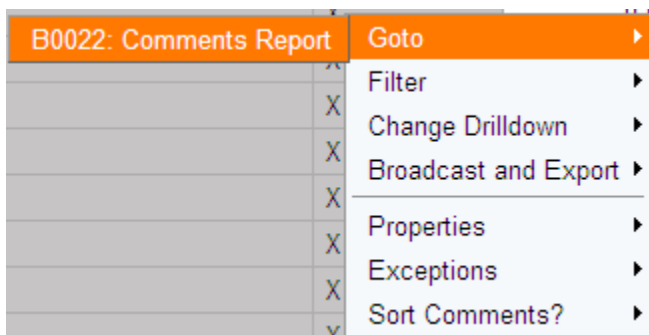 B0022: Comments Report
Goto
Filter
Change Drilldown
Broadcast and Export
Properties
Exceptions
Sort Comments?
X
X
X
X
X